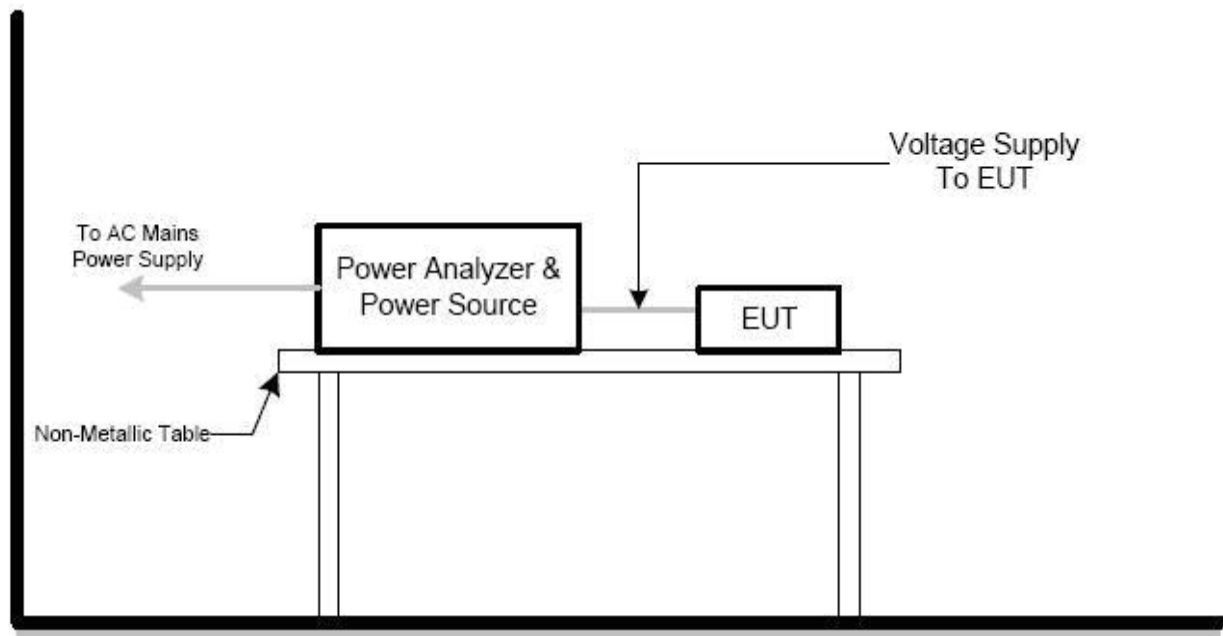 Voltage Supply
To EUT
To AC Mains
Power Supply
Power Analyzer &
Power Source
EUT
Non-Metallic Table